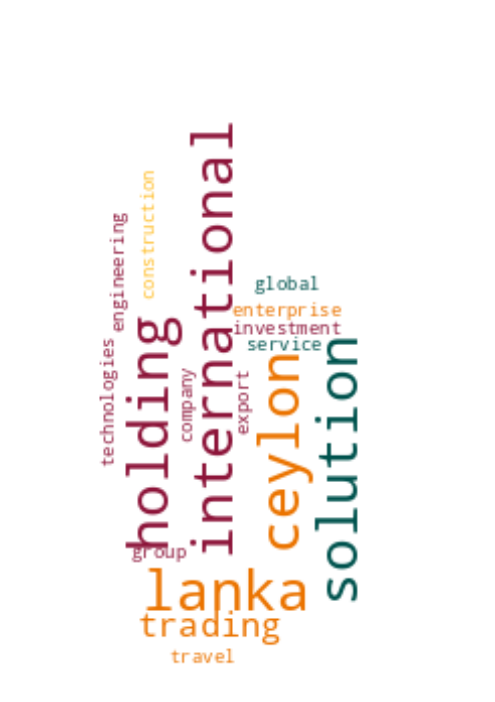 international
construction
engineering
global
enterprise
investment
service
holding
solution
technologies
ceylon
company
export
group
lanka
trading
travel